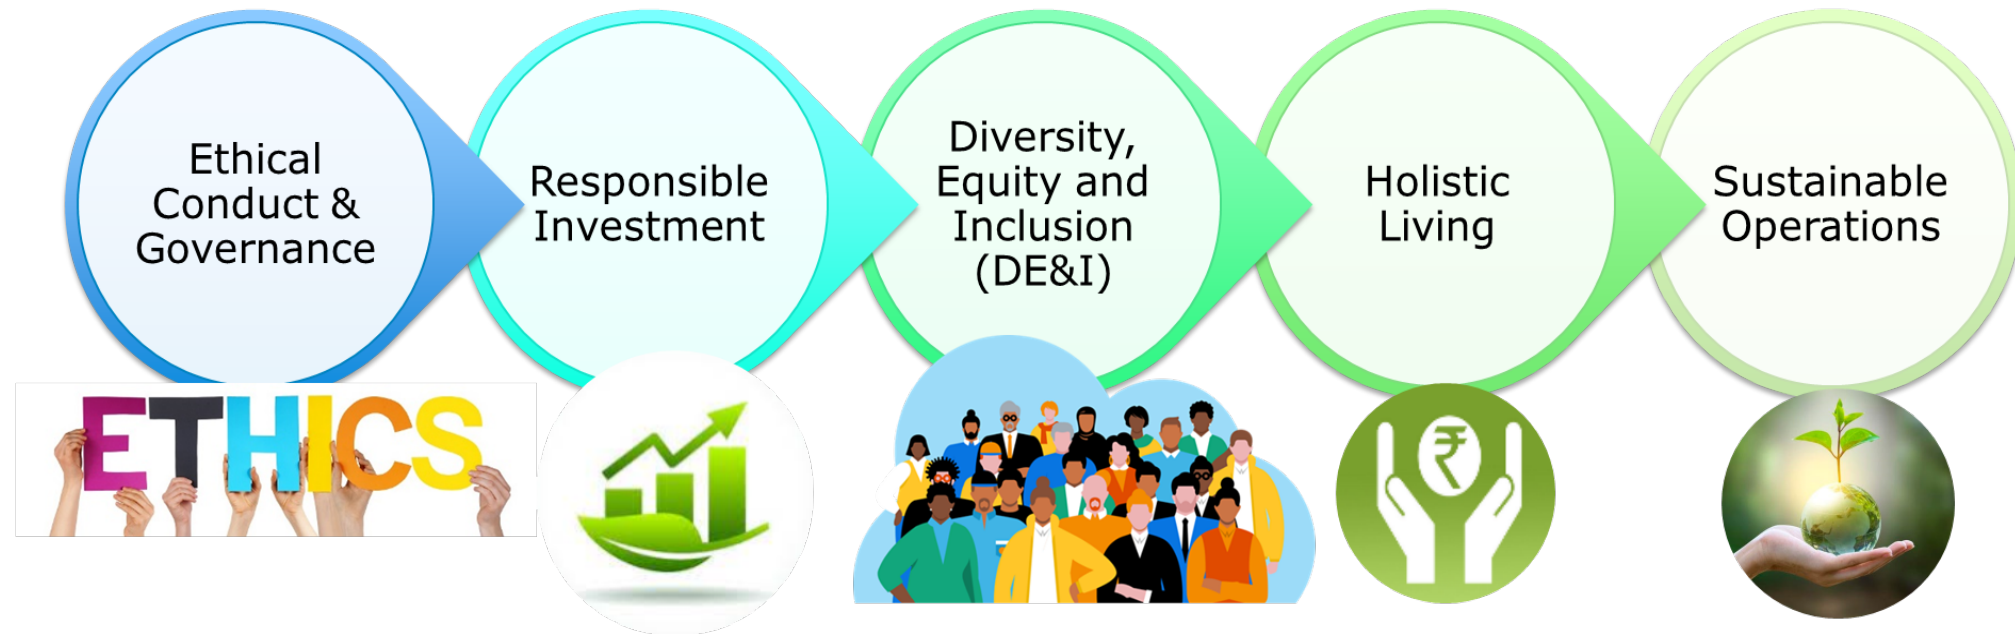 Ethical
Conduct &
Governance
Responsible
Investment
Diversity,
Equity and
Inclusion
(DE&I)
Holistic
Living
Sustainable
Operations
ETHICS
₹